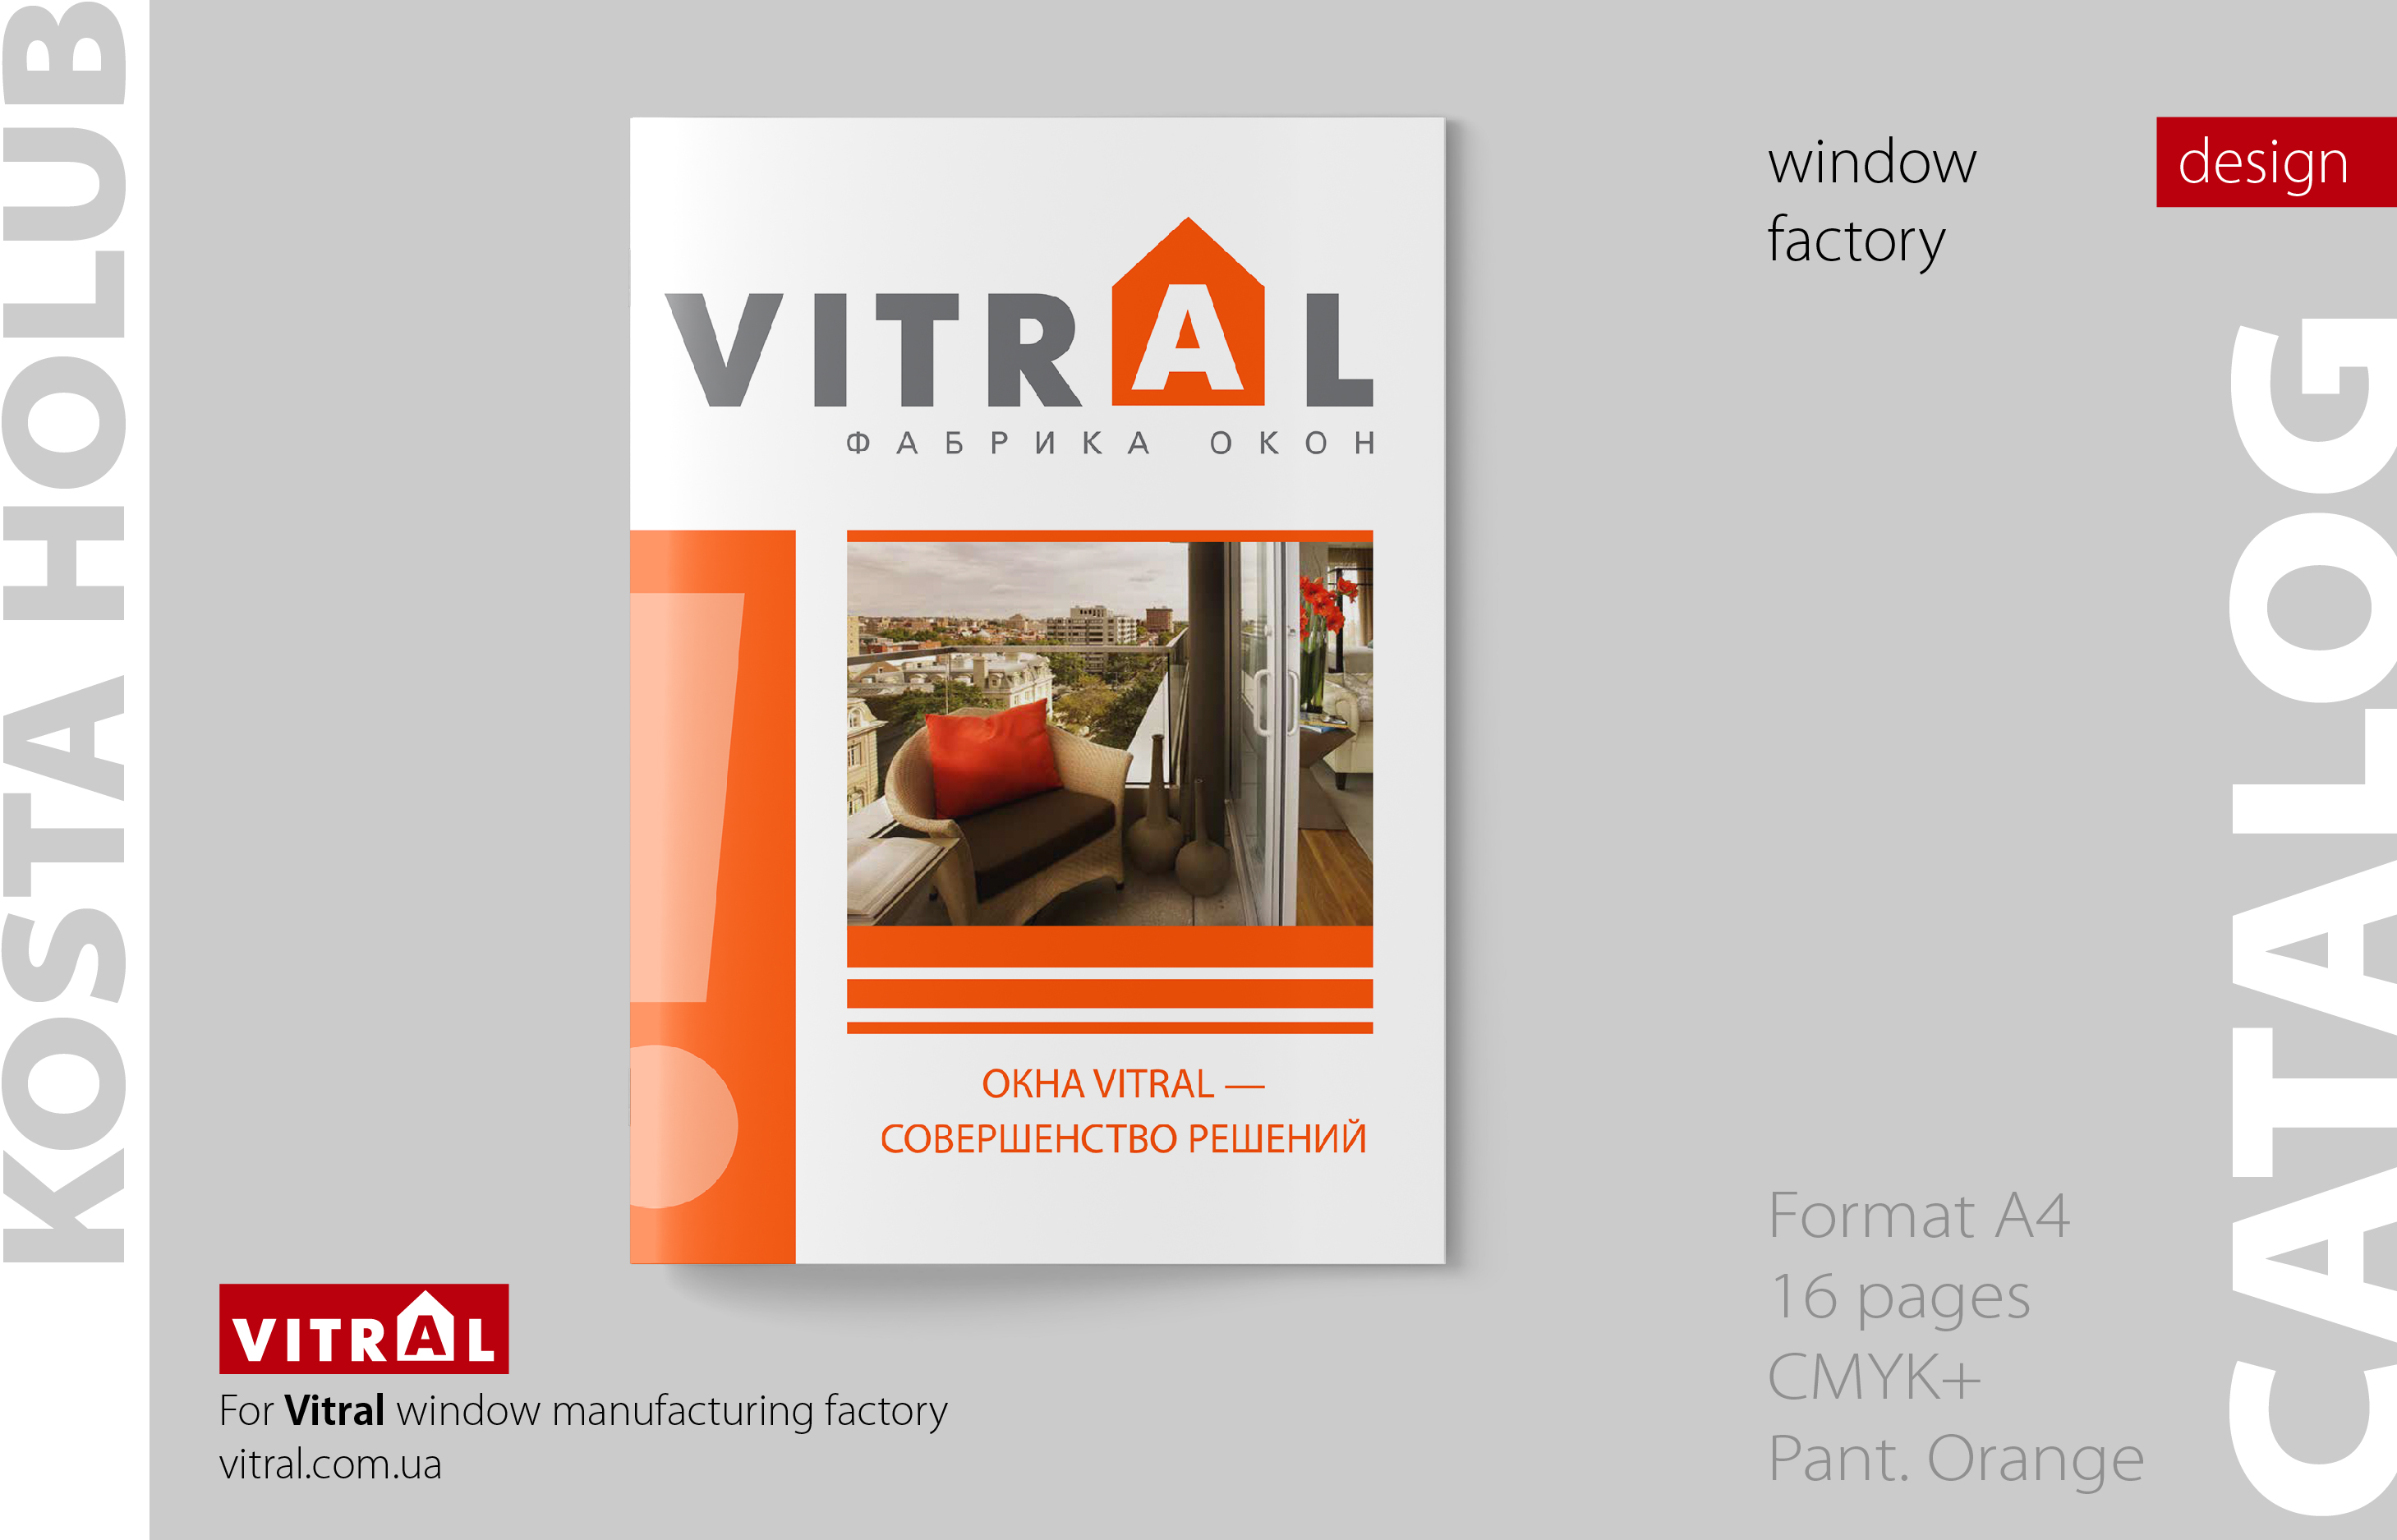 KOSTA HOLUB
VITRAL
ФАБРИКА ОКОН
ОКНА VITRAL —
СОВЕРШЕНСТВО РЕШЕНИЙ
window
factory
design
CATALOG
Format A4
16 pages
CMYK+
Pant. Orange
VITRAL
For Vitral window manufacturing factory
vitral.com.ua